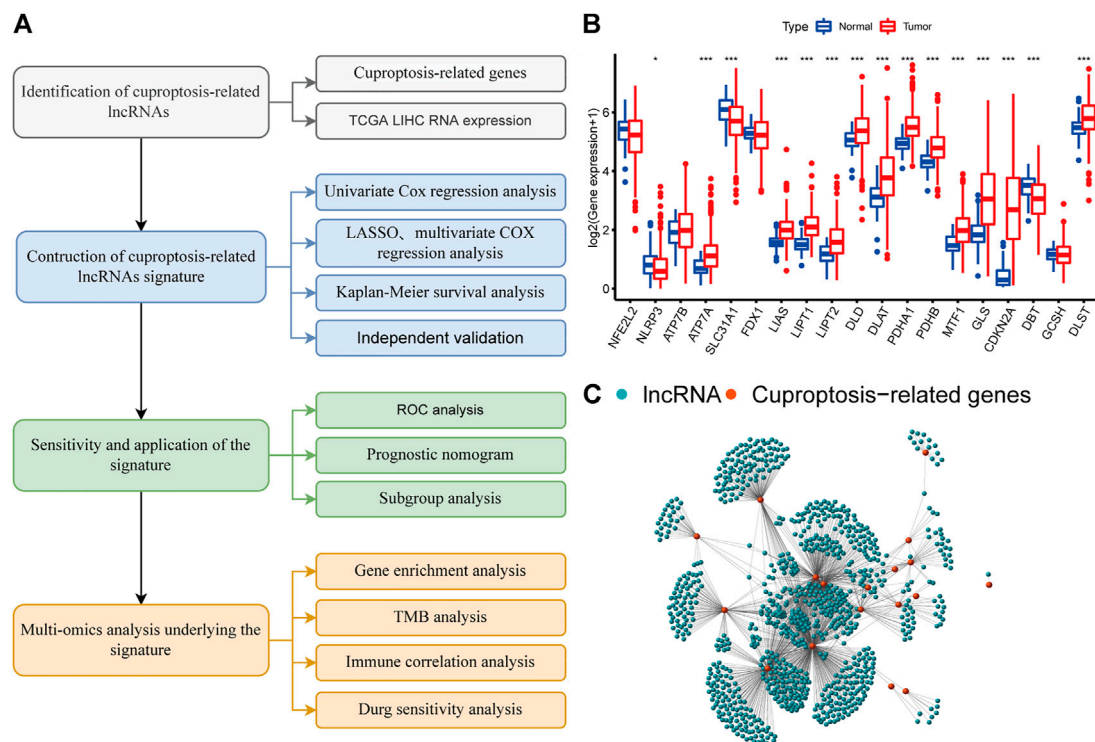 A
Identification of cuproptosis-related
lncRNAs
Cuproptosis-related genes
TCGA LIHC RNA expression
Contruction of cuproptosis-related
lncRNAs signature
Univariate Cox regression analysis
LASSO、multivariate COX
regression analysis
Kaplan-Meier survival analysis
Independent validation
Sensitivity and application of the
signature
ROC analysis
Prognostic nomogram
Subgroup analysis
Multi-omics analysis underlying the
signature
Gene enrichment analysis
TMB analysis
Immune correlation analysis
Durg sensitivity analysis
B
Type Normal Tumor
* *** *** *** *** *** *** *** *** *** *** *** *** *** ***
log2(Gene expression+1)
6
4
2
0
NFE2L2
NLRP3
ATP7B
ATP7A
SLC31A1
FDX1
LIAS
LIPT1
LIPT2
DLD
DLAT
PDHA1
PDHB
MTF1
GLS
CDKN2A
DBT
GCSH
DLST
C
lncRNA Cuproptosis−related genes